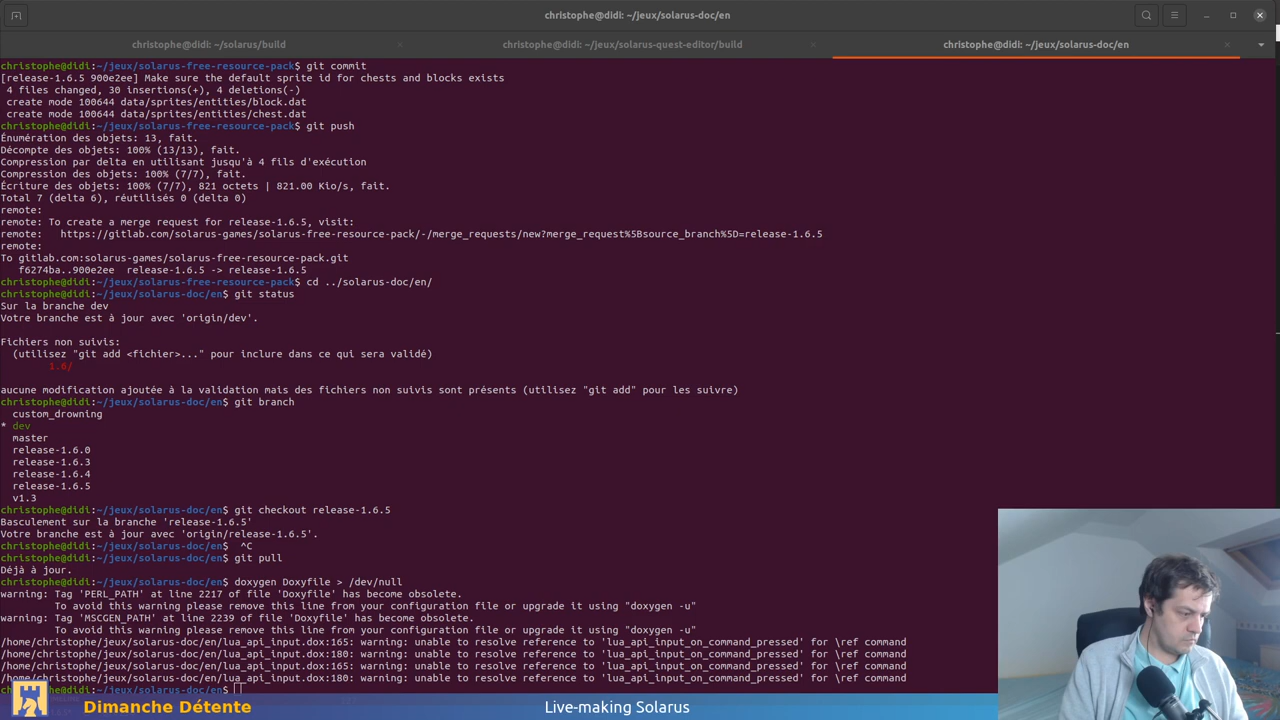 christophe@didi: ~/jeux/solarus-doc/en
christophe@didi: ~/solarus/build
christophe@didi: ~/jeux/solarus-quest-editor/build
christophe@didi: ~/jeux/solarus-doc/en
christophe@didi:~/jeux/solarus-free-resource-pack$ git commit
[release-1.6.5 900e2ee] Make sure the default sprite id for chests and blocks exists
4 files changed, 30 insertions(+), 4 deletions(-)
create mode 100644 data/sprites/entities/block.dat
create mode 100644 data/sprites/entities/chest.dat
christophe@didi:~/jeux/solarus-free-resource-pack$ git push
Énumération des objets: 13, fait.
Décompte des objets: 100% (13/13), fait.
Compression par delta en utilisant jusqu'à 4 fils d'exécution
Compression des objets: 100% (7/7), fait.
Écriture des objets: 100% (7/7), 821 octets | 821.00 Kio/s, fait.
Total 7 (delta 6), réutilisés 0 (delta 0)
remote:
remote: To create a merge request for release-1.6.5, visit:
remote:   https://gitlab.com/solarus-games/solarus-free-resource-pack/-/merge_requests/new?merge_request%5Bsource_branch%5D=release-1.6.5
remote:
To gitlab.com:solarus-games/solarus-free-resource-pack.git
f6274ba..900e2ee  release-1.6.5 -> release-1.6.5
christophe@didi:~/jeux/solarus-free-resource-pack$ cd ../solarus-doc/en/
christophe@didi:~/jeux/solarus-doc/en$ git status
Sur la branche dev
Votre branche est à jour avec 'origin/dev'.
Fichiers non suivis:
(utilisez "git add <fichier>..." pour inclure dans ce qui sera validé)
1.6/
aucune modification ajoutée à la validation mais des fichiers non suivis sont présents (utilisez "git add" pour les suivre)
christophe@didi:~/jeux/solarus-doc/en$ git branch
custom_drowning
* dev
master
release-1.6.0
release-1.6.3
release-1.6.4
release-1.6.5
v1.3
christophe@didi:~/jeux/solarus-doc/en$ git checkout release-1.6.5
Basculement sur la branche 'release-1.6.5'
Votre branche est à jour avec 'origin/release-1.6.5'.
christophe@didi:~/jeux/solarus-doc/en$  ^C
christophe@didi:~/jeux/solarus-doc/en$ git pull
Déjà à jour.
christophe@didi:~/jeux/solarus-doc/en$ doxygen Doxyfile > /dev/null
warning: Tag 'PERL_PATH' at line 2217 of file 'Doxyfile' has become obsolete.
To avoid this warning please remove this line from your configuration file or upgrade it using "doxygen -u"
warning: Tag 'MSCGEN_PATH' at line 2239 of file 'Doxyfile' has become obsolete.
To avoid this warning please remove this line from your configuration file or upgrade it using "doxygen -u"
/home/christophe/jeux/solarus-doc/en/lua_api_input.dox:165: warning: unable to resolve reference to 'lua_api_input_on_command_pressed' for \ref command
/home/christophe/jeux/solarus-doc/en/lua_api_input.dox:180: warning: unable to resolve reference to 'lua_api_input_on_command_pressed' for \ref command
/home/christophe/jeux/solarus-doc/en/lua_api_input.dox:165: warning: unable to resolve reference to 'lua_api_input_on_command_pressed' for \ref command
/home/christophe/jeux/solarus-doc/en/lua_api_input.dox:180: warning: unable to resolve reference to 'lua_api_input_on_command_pressed' for \ref command
christophe@didi:~/jeux/solarus-doc/en$
Dimanche Détente
Live-making Solarus